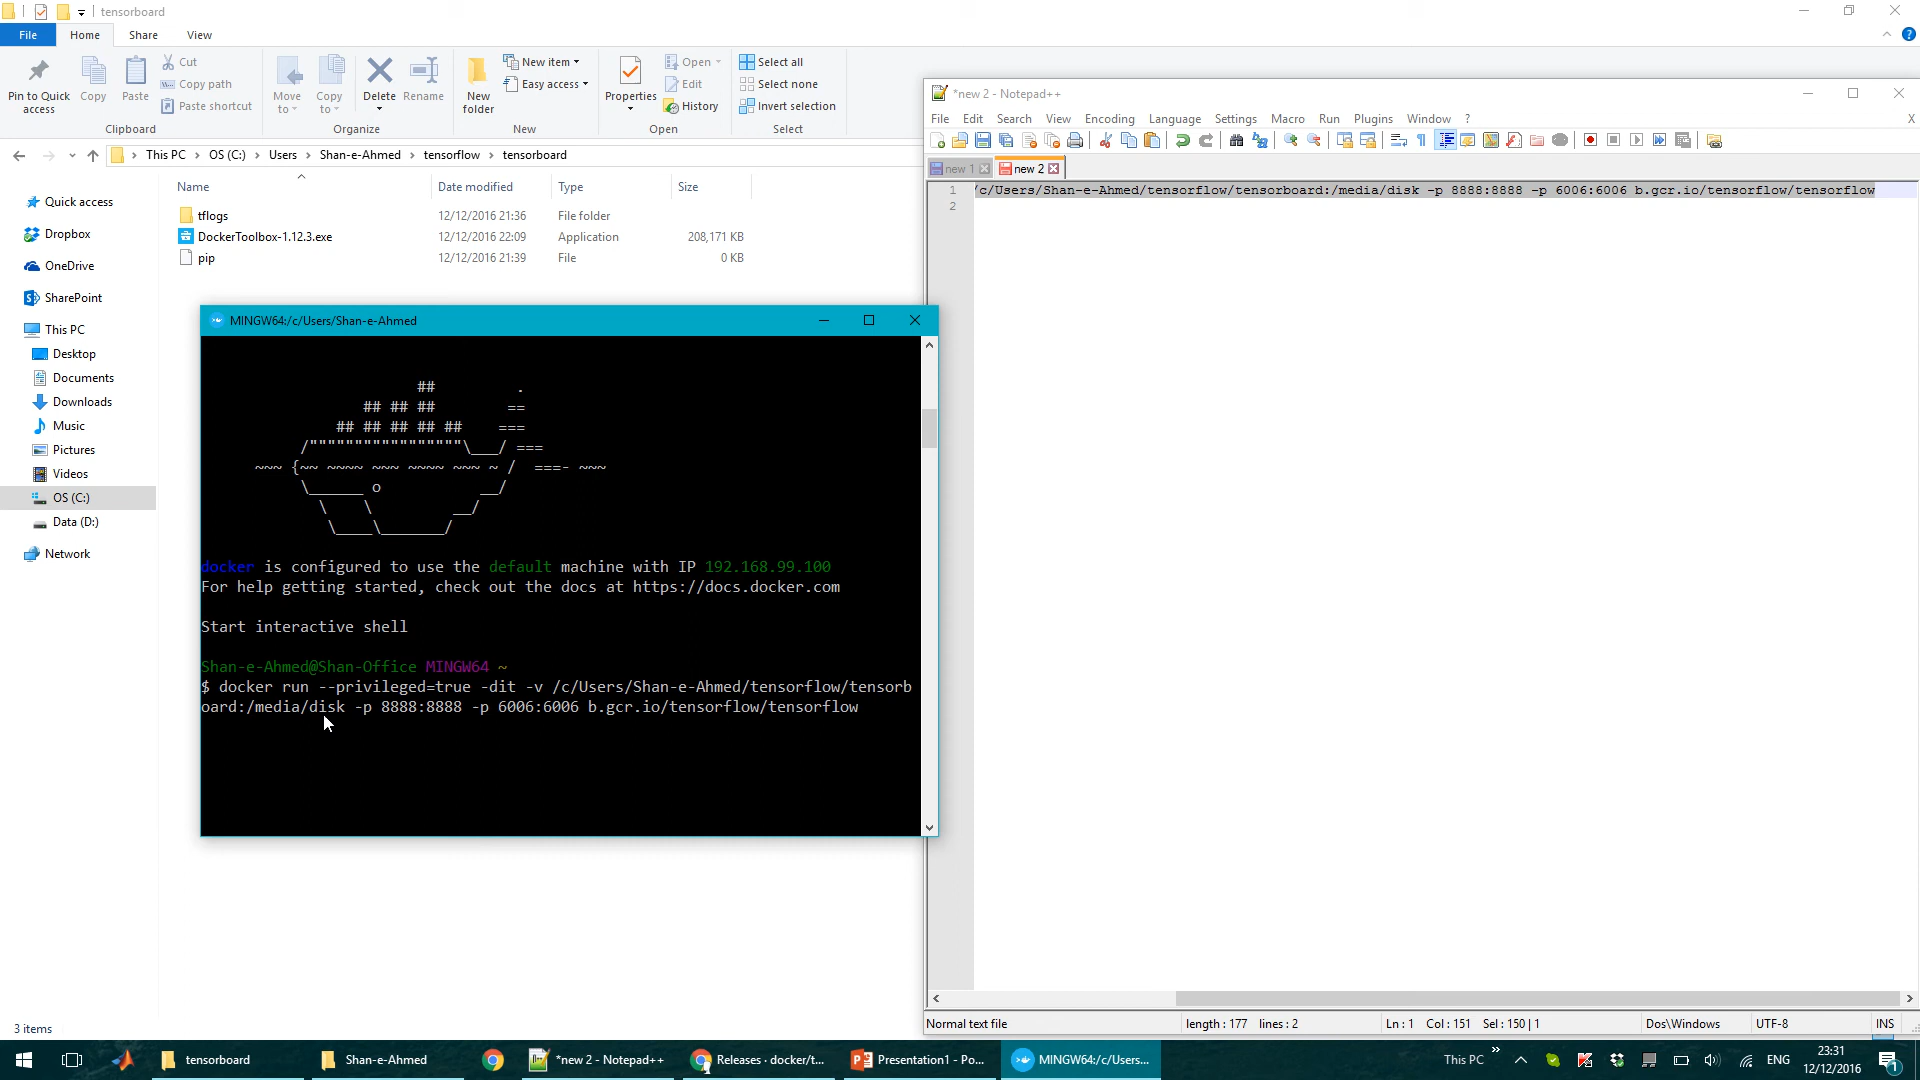 tensorboard
File Home Share View
Pin to Quick access
Copy
Paste
Cut
Copy path
Paste shortcut
Clipboard
Move to
Copy to
Delete
Rename
Organize
New folder
New item
Easy access
New
Properties
Open
Edit
History
Open
Select all
Select none
Invert selection
Select
This PC > OS (C:) > Users > Shan-e-Ahmed > tensorflow > tensorboard
Name Date modified Type Size
tflogs 12/12/2016 21:36 File folder
DockerToolbox-1.12.3.exe 12/12/2016 22:09 Application 208,171 KB
pip 12/12/2016 21:39 File 0 KB
Quick access
Dropbox
OneDrive
SharePoint
This PC
Desktop
Documents
Downloads
Music
Pictures
Videos
OS (C:)
Data (D:)
Network
3 items
MINGW64:/c/Users/Shan-e-Ahmed
## .
## ## ## ==
## ## ## ## ## ===
/"""""""""""""""""\___/ ===
~~~ {~~ ~~~~ ~~~ ~~~~ ~~~ ~ / ===- ~~~
\______ o __/
\ \ __/
\____\_______/
docker is configured to use the default machine with IP 192.168.99.100
For help getting started, check out the docs at https://docs.docker.com
Start interactive shell
Shan-e-Ahmed@Shan-Office MINGW64 ~
$ docker run --privileged=true -dit -v /c/Users/Shan-e-Ahmed/tensorflow/tensorb
oard:/media/disk -p 8888:8888 -p 6006:6006 b.gcr.io/tensorflow/tensorflow
*new 2 - Notepad++
File Edit Search View Encoding Language Settings Macro Run Plugins Window ? X
new 1 new 2
1 /c/Users/Shan-e-Ahmed/tensorflow/tensorboard:/media/disk -p 8888:8888 -p 6006:6006 b.gcr.io/tensorflow/tensorflow
2
Normal text file length : 177 lines : 2 Ln : 1 Col : 151 Sel : 150 | 1 Dos\Windows UTF-8 INS
tensorboard
Shan-e-Ahmed
*new 2 - Notepad++
Releases · docker/t...
Presentation1 - Po...
MINGW64:/c/Users...
This PC
ENG
23:31
12/12/2016
1